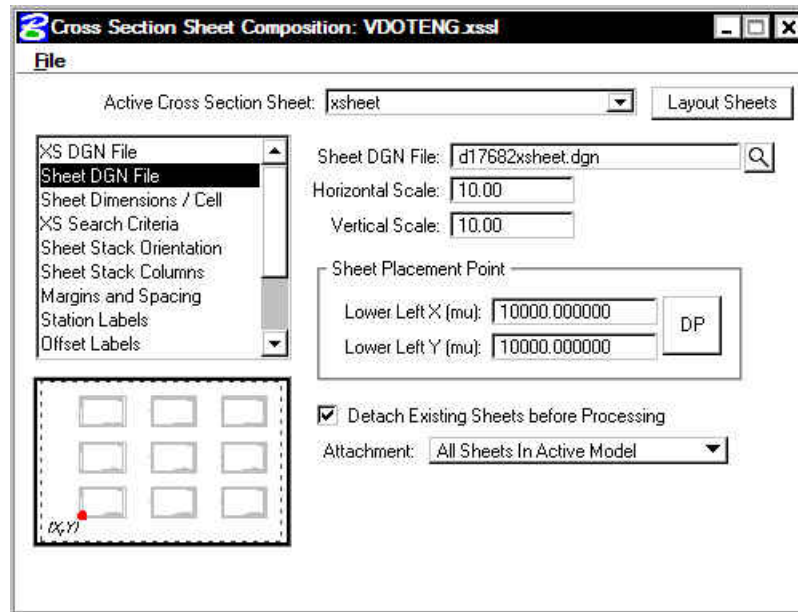 Cross Section Sheet Composition: VDOTENG.xssl
File
Active Cross Section Sheet: xsheet Layout Sheets
XS DGN File
Sheet DGN File
Sheet Dimensions / Cell
XS Search Criteria
Sheet Stack Orientation
Sheet Stack Columns
Margins and Spacing
Station Labels
Offset Labels
Sheet DGN File: d17682xsheet.dgn
Horizontal Scale: 10.00
Vertical Scale: 10.00
Sheet Placement Point
Lower Left X (mu): 10000.000000
Lower Left Y (mu): 10000.000000
DP
Detach Existing Sheets before Processing
Attachment: All Sheets In Active Model
(X,Y)